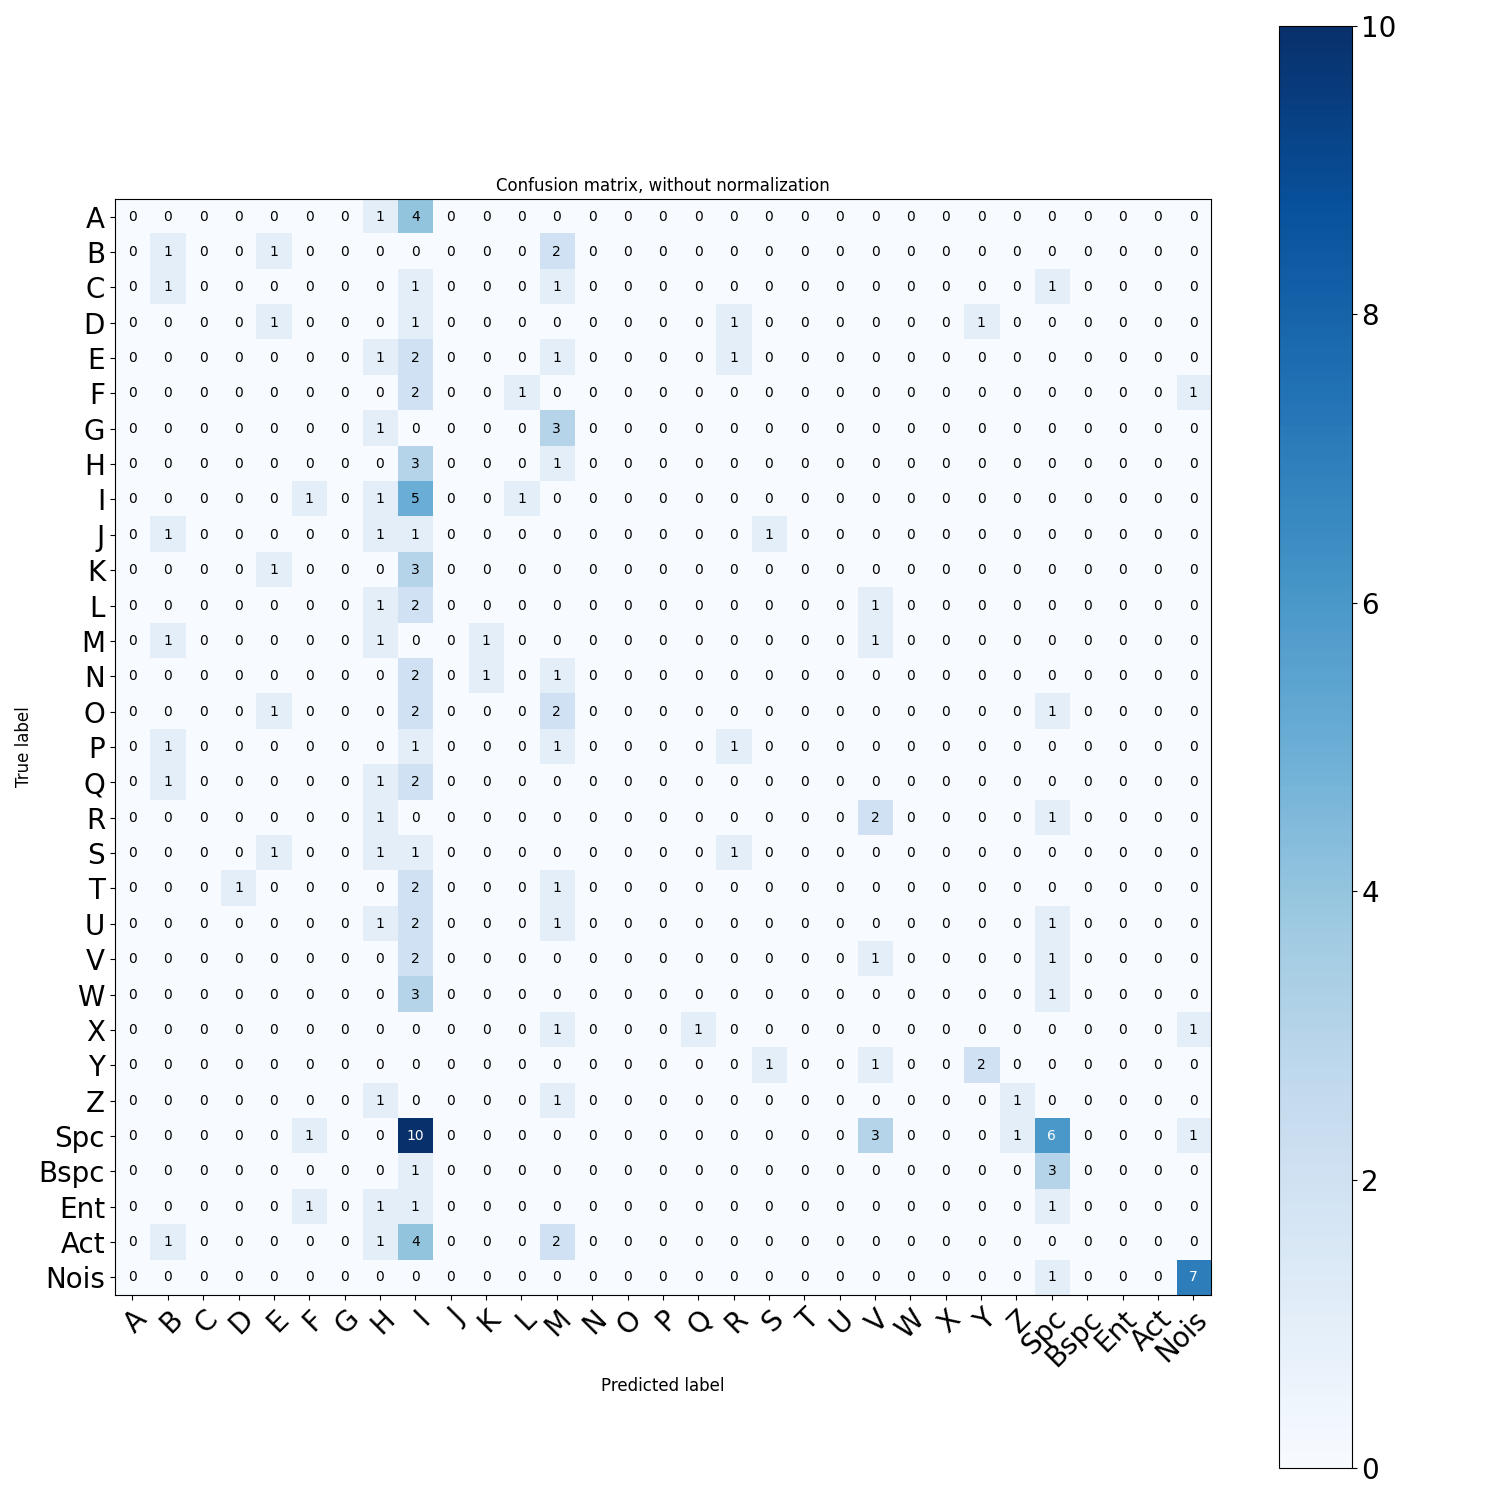 Confusion matrix, without normalization
A 0 0 0 0 0 0 0 1 4 0 0 0 0 0 0 0 0 0 0 0 0 0 0 0 0 0 0 0 0 0 0
B 0 1 0 0 1 0 0 0 0 0 0 0 2 0 0 0 0 0 0 0 0 0 0 0 0 0 0 0 0 0 0
C 0 1 0 0 0 0 0 0 1 0 0 0 1 0 0 0 0 0 0 0 0 0 0 0 0 0 1 0 0 0 0
D 0 0 0 0 1 0 0 0 1 0 0 0 0 0 0 0 0 1 0 0 0 0 0 0 1 0 0 0 0 0 0
E 0 0 0 0 0 0 0 1 2 0 0 0 1 0 0 0 0 1 0 0 0 0 0 0 0 0 0 0 0 0 0
F 0 0 0 0 0 0 0 0 2 0 0 1 0 0 0 0 0 0 0 0 0 0 0 0 0 0 0 0 0 0 1
G 0 0 0 0 0 0 0 1 0 0 0 0 3 0 0 0 0 0 0 0 0 0 0 0 0 0 0 0 0 0 0
H 0 0 0 0 0 0 0 0 3 0 0 0 1 0 0 0 0 0 0 0 0 0 0 0 0 0 0 0 0 0 0
I 0 0 0 0 0 1 0 1 5 0 0 1 0 0 0 0 0 0 0 0 0 0 0 0 0 0 0 0 0 0 0
J 0 1 0 0 0 0 0 1 1 0 0 0 0 0 0 0 0 0 1 0 0 0 0 0 0 0 0 0 0 0 0
K 0 0 0 0 1 0 0 0 3 0 0 0 0 0 0 0 0 0 0 0 0 0 0 0 0 0 0 0 0 0 0
L 0 0 0 0 0 0 0 1 2 0 0 0 0 0 0 0 0 0 0 0 0 1 0 0 0 0 0 0 0 0 0
M 0 1 0 0 0 0 0 1 0 0 1 0 0 0 0 0 0 0 0 0 0 1 0 0 0 0 0 0 0 0 0
N 0 0 0 0 0 0 0 0 2 0 1 0 1 0 0 0 0 0 0 0 0 0 0 0 0 0 0 0 0 0 0
O 0 0 0 0 1 0 0 0 2 0 0 0 2 0 0 0 0 0 0 0 0 0 0 0 0 0 1 0 0 0 0
P 0 1 0 0 0 0 0 0 1 0 0 0 1 0 0 0 0 1 0 0 0 0 0 0 0 0 0 0 0 0 0
Q 0 1 0 0 0 0 0 1 2 0 0 0 0 0 0 0 0 0 0 0 0 0 0 0 0 0 0 0 0 0 0
R 0 0 0 0 0 0 0 1 0 0 0 0 0 0 0 0 0 0 0 0 0 2 0 0 0 0 1 0 0 0 0
S 0 0 0 0 1 0 0 1 1 0 0 0 0 0 0 0 0 1 0 0 0 0 0 0 0 0 0 0 0 0 0
T 0 0 0 1 0 0 0 0 2 0 0 0 1 0 0 0 0 0 0 0 0 0 0 0 0 0 0 0 0 0 0
U 0 0 0 0 0 0 0 1 2 0 0 0 1 0 0 0 0 0 0 0 0 0 0 0 0 0 1 0 0 0 0
V 0 0 0 0 0 0 0 0 2 0 0 0 0 0 0 0 0 0 0 0 0 1 0 0 0 0 1 0 0 0 0
W 0 0 0 0 0 0 0 0 3 0 0 0 0 0 0 0 0 0 0 0 0 0 0 0 0 0 1 0 0 0 0
X 0 0 0 0 0 0 0 0 0 0 0 0 1 0 0 0 1 0 0 0 0 0 0 0 0 0 0 0 0 0 1
Y 0 0 0 0 0 0 0 0 0 0 0 0 0 0 0 0 0 0 1 0 0 1 0 0 2 0 0 0 0 0 0
Z 0 0 0 0 0 0 0 1 0 0 0 0 1 0 0 0 0 0 0 0 0 0 0 0 0 1 0 0 0 0 0
Spc 0 0 0 0 0 1 0 0 10 0 0 0 0 0 0 0 0 0 0 0 0 3 0 0 0 1 6 0 0 0 1
Bspc 0 0 0 0 0 0 0 0 1 0 0 0 0 0 0 0 0 0 0 0 0 0 0 0 0 0 3 0 0 0 0
Ent 0 0 0 0 0 1 0 1 1 0 0 0 0 0 0 0 0 0 0 0 0 0 0 0 0 0 1 0 0 0 0
Act 0 1 0 0 0 0 0 1 4 0 0 0 2 0 0 0 0 0 0 0 0 0 0 0 0 0 0 0 0 0 0
Nois 0 0 0 0 0 0 0 0 0 0 0 0 0 0 0 0 0 0 0 0 0 0 0 0 0 0 1 0 0 0 7
A B C D E F G H I J K L M N O P Q R S T U V W X Y Z Spc Bspc Ent Act Nois
Predicted label
True label
10
8
6
4
2
0